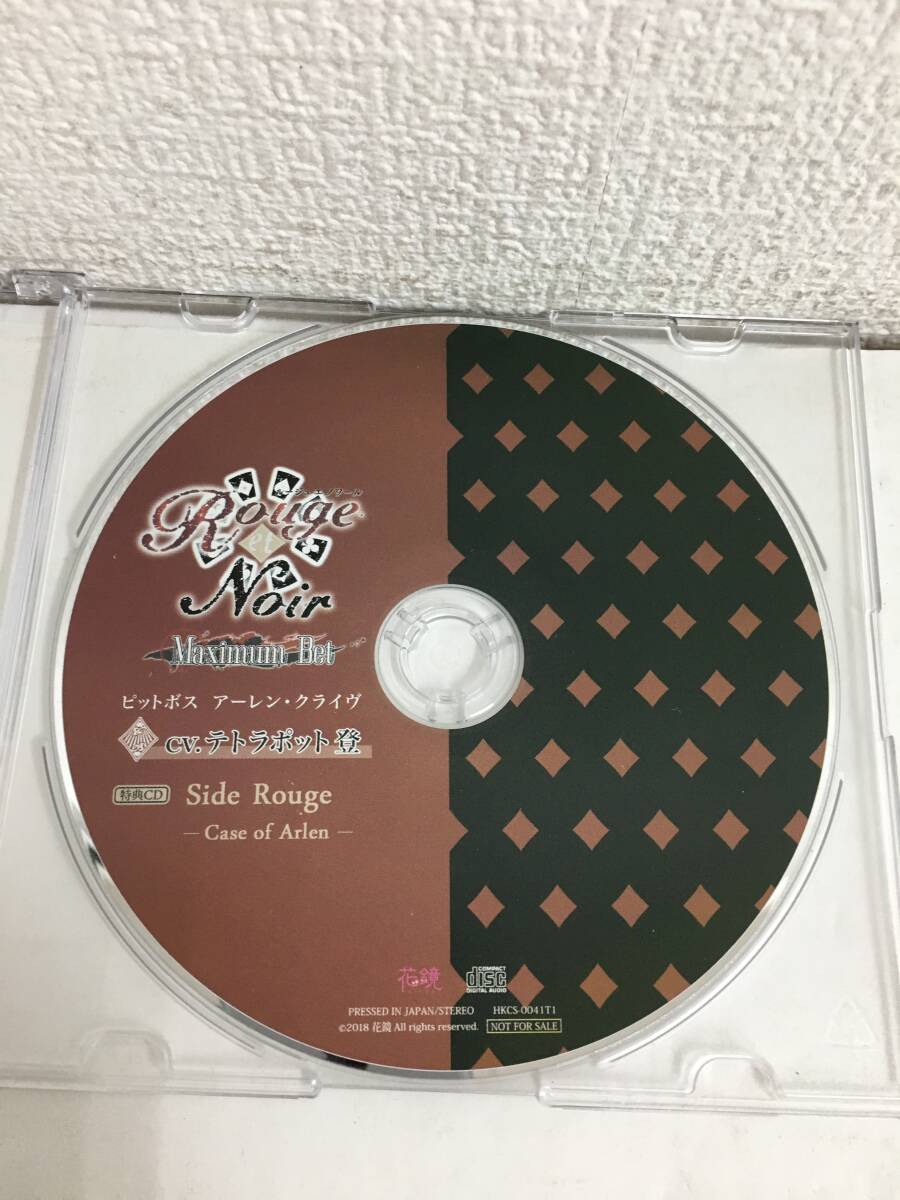 ルージュ・エ・ノワール
Rouge
et
Noir
Maximum Bet
ピットボス アーレン・クライヴ
CV.テトラポット登
特典CD Side Rouge
— Case of Arlen —
花鏡 COMPACT disc DIGITAL AUDIO
PRESSED IN JAPAN/STEREO HKCS-0041T1
©2018 花鏡 All rights reserved. NOT FOR SALE